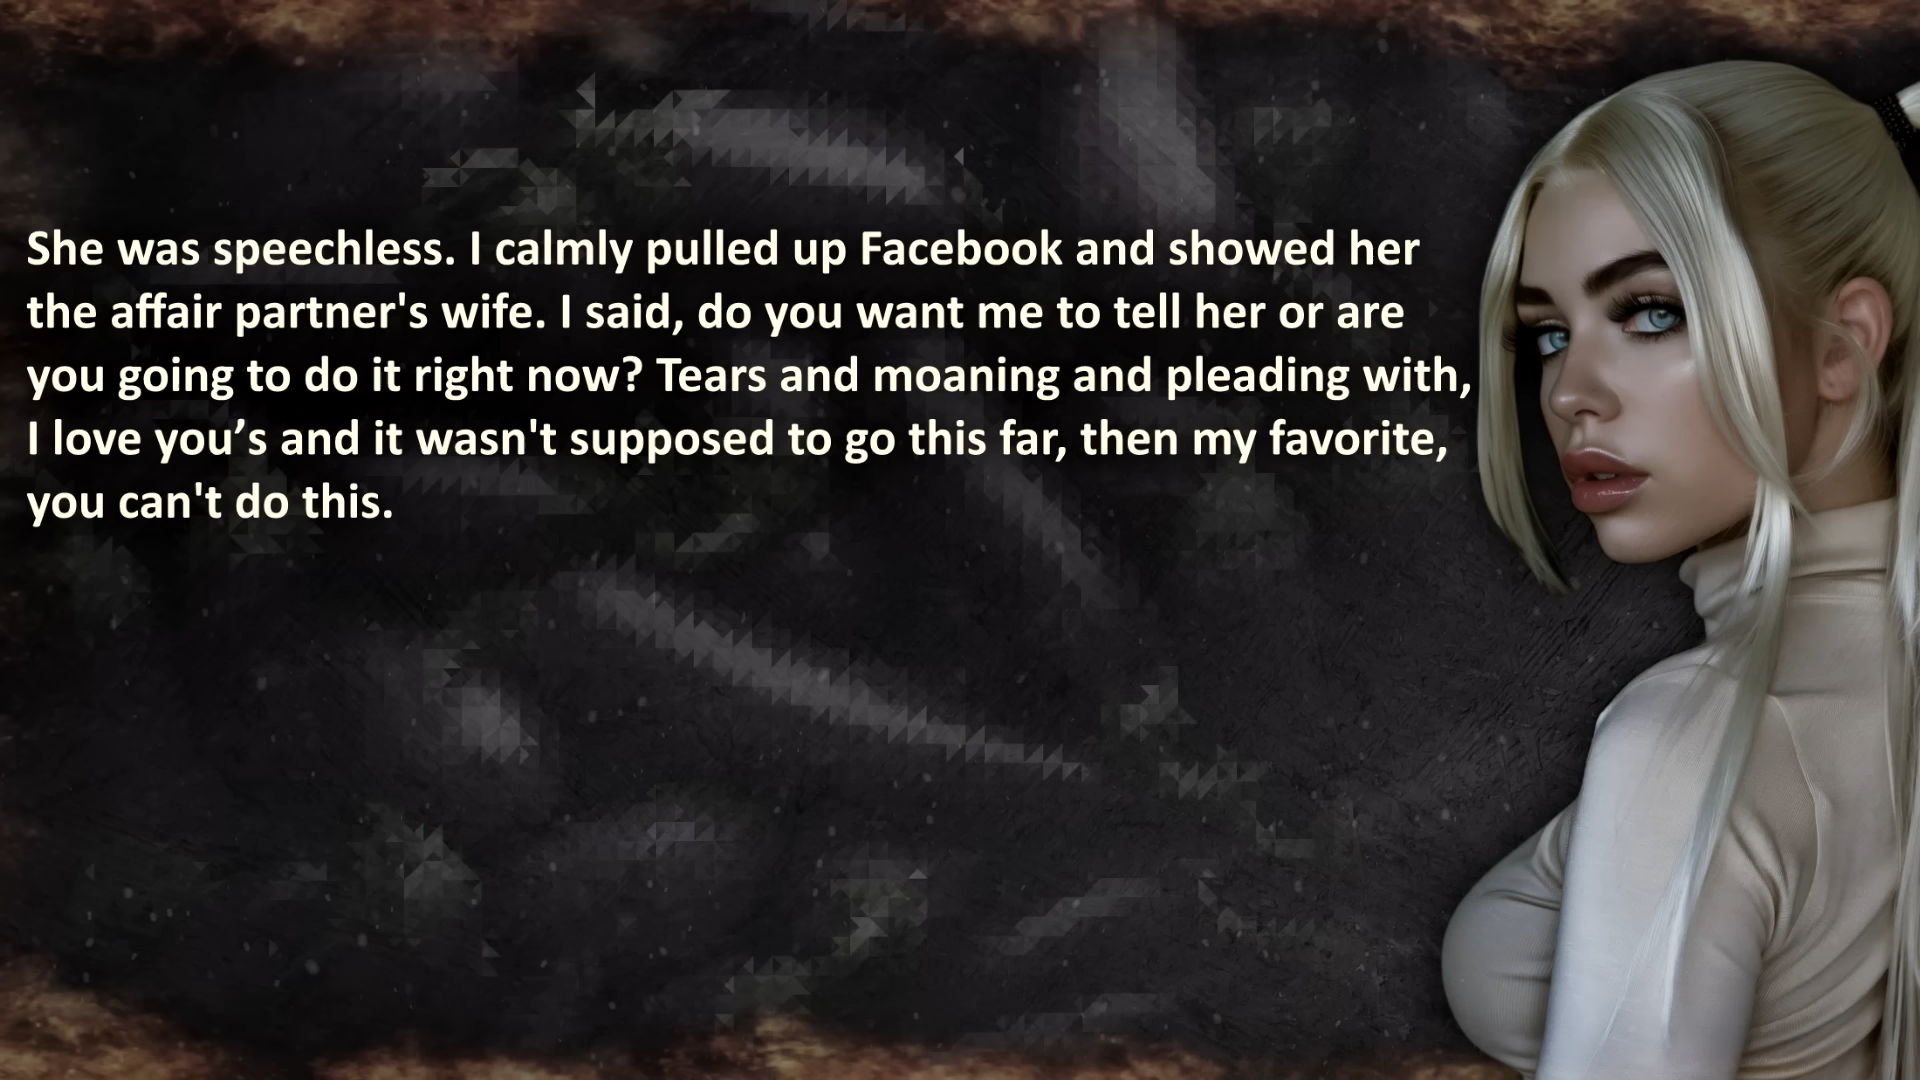 She was speechless. I calmly pulled up Facebook and showed her
the affair partner's wife. I said, do you want me to tell her or are
you going to do it right now? Tears and moaning and pleading with,
I love you’s and it wasn't supposed to go this far, then my favorite,
you can't do this.